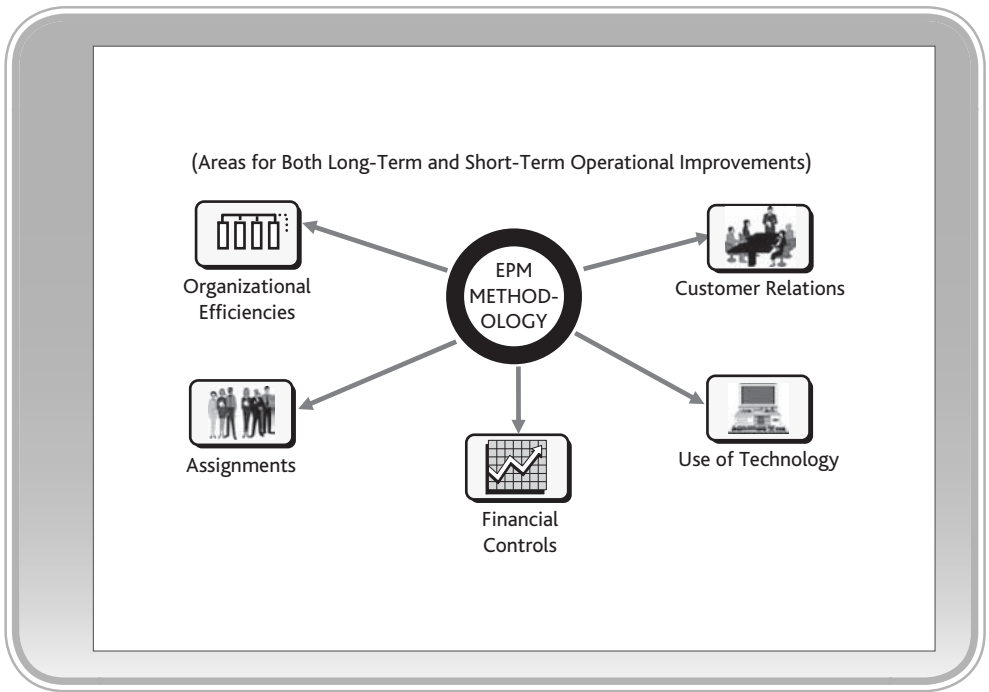 (Areas for Both Long-Term and Short-Term Operational Improvements)
EPM
METHOD-
OLOGY
Organizational
Efficiencies
Customer Relations
Assignments
Use of Technology
Financial
Controls